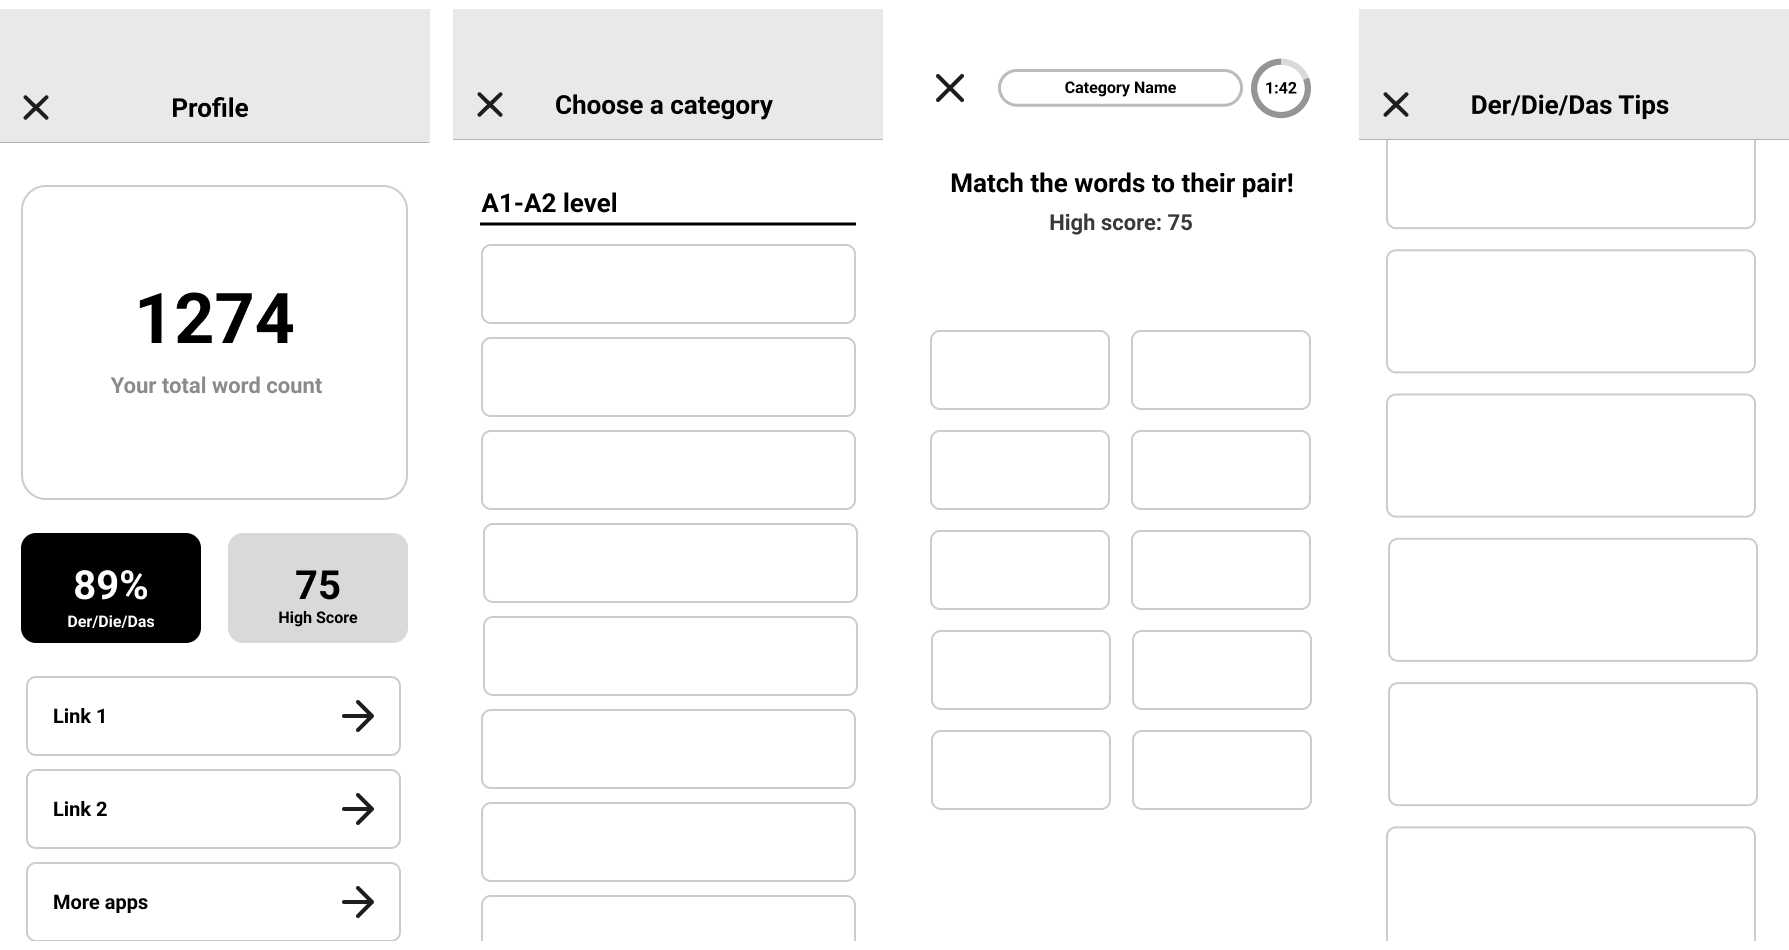 Profile
1274
Your total word count
89%
Der/Die/Das
75
High Score
Link 1
Link 2
More apps
Choose a category
A1-A2 level
Category Name
1:42
Match the words to their pair!
High score: 75
Der/Die/Das Tips